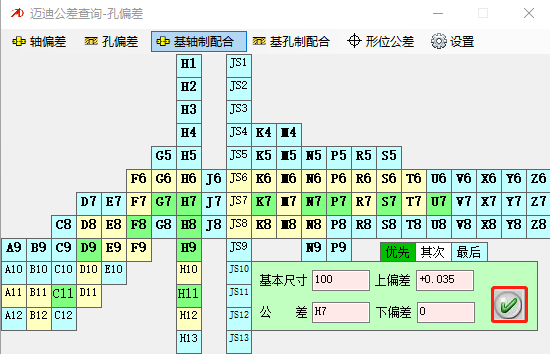 迈迪公差查询-孔偏差
轴偏差 孔偏差 基轴制配合 基孔制配合 形位公差 设置
H1 JS1
H2 JS2
H3 JS3
H4 JS4 K4 M4
G5 H5 JS5 K5 M5 N5 P5 R5 S5
F6 G6 H6 J6 JS6 K6 M6 N6 P6 R6 S6 T6 U6 V6 X6 Y6 Z6
D7 E7 F7 G7 H7 J7 JS7 K7 M7 N7 P7 R7 S7 T7 U7 V7 X7 Y7 Z7
C8 D8 E8 F8 G8 H8 J8 JS8 K8 M8 N8 P8 R8 S8 T8 U8 V8 X8 Y8 Z8
A9 B9 C9 D9 E9 F9 H9 JS9 N9 P9 优先 其次 最后
A10 B10 C10 D10 E10 H10 JS10
A11 B11 C11 D11 H11 JS11
A12 B12 C12 H12 JS12
H13 JS13
基本尺寸 100 上偏差 +0.035
公 差 H7 下偏差 0